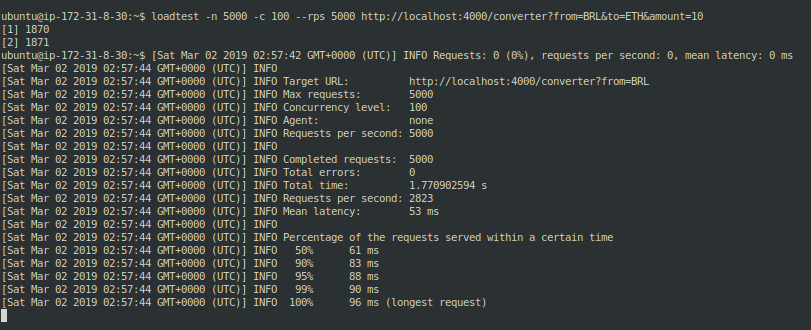 ubuntu@ip-172-31-8-30:~$ loadtest -n 5000 -c 100 --rps 5000 http://localhost:4000/converter?from=BRL&to=ETH&amount=10
[1] 1870
[2] 1871
ubuntu@ip-172-31-8-30:~$ [Sat Mar 02 2019 02:57:42 GMT+0000 (UTC)] INFO Requests: 0 (0%), requests per second: 0, mean latency: 0 ms
[Sat Mar 02 2019 02:57:44 GMT+0000 (UTC)] INFO
[Sat Mar 02 2019 02:57:44 GMT+0000 (UTC)] INFO Target URL:          http://localhost:4000/converter?from=BRL
[Sat Mar 02 2019 02:57:44 GMT+0000 (UTC)] INFO Max requests:        5000
[Sat Mar 02 2019 02:57:44 GMT+0000 (UTC)] INFO Concurrency level:   100
[Sat Mar 02 2019 02:57:44 GMT+0000 (UTC)] INFO Agent:               none
[Sat Mar 02 2019 02:57:44 GMT+0000 (UTC)] INFO Requests per second: 5000
[Sat Mar 02 2019 02:57:44 GMT+0000 (UTC)] INFO
[Sat Mar 02 2019 02:57:44 GMT+0000 (UTC)] INFO Completed requests:  5000
[Sat Mar 02 2019 02:57:44 GMT+0000 (UTC)] INFO Total errors:        0
[Sat Mar 02 2019 02:57:44 GMT+0000 (UTC)] INFO Total time:          1.770902594 s
[Sat Mar 02 2019 02:57:44 GMT+0000 (UTC)] INFO Requests per second: 2823
[Sat Mar 02 2019 02:57:44 GMT+0000 (UTC)] INFO Mean latency:        53 ms
[Sat Mar 02 2019 02:57:44 GMT+0000 (UTC)] INFO
[Sat Mar 02 2019 02:57:44 GMT+0000 (UTC)] INFO Percentage of the requests served within a certain time
[Sat Mar 02 2019 02:57:44 GMT+0000 (UTC)] INFO   50%      61 ms
[Sat Mar 02 2019 02:57:44 GMT+0000 (UTC)] INFO   90%      83 ms
[Sat Mar 02 2019 02:57:44 GMT+0000 (UTC)] INFO   95%      88 ms
[Sat Mar 02 2019 02:57:44 GMT+0000 (UTC)] INFO   99%      90 ms
[Sat Mar 02 2019 02:57:44 GMT+0000 (UTC)] INFO  100%      96 ms (longest request)